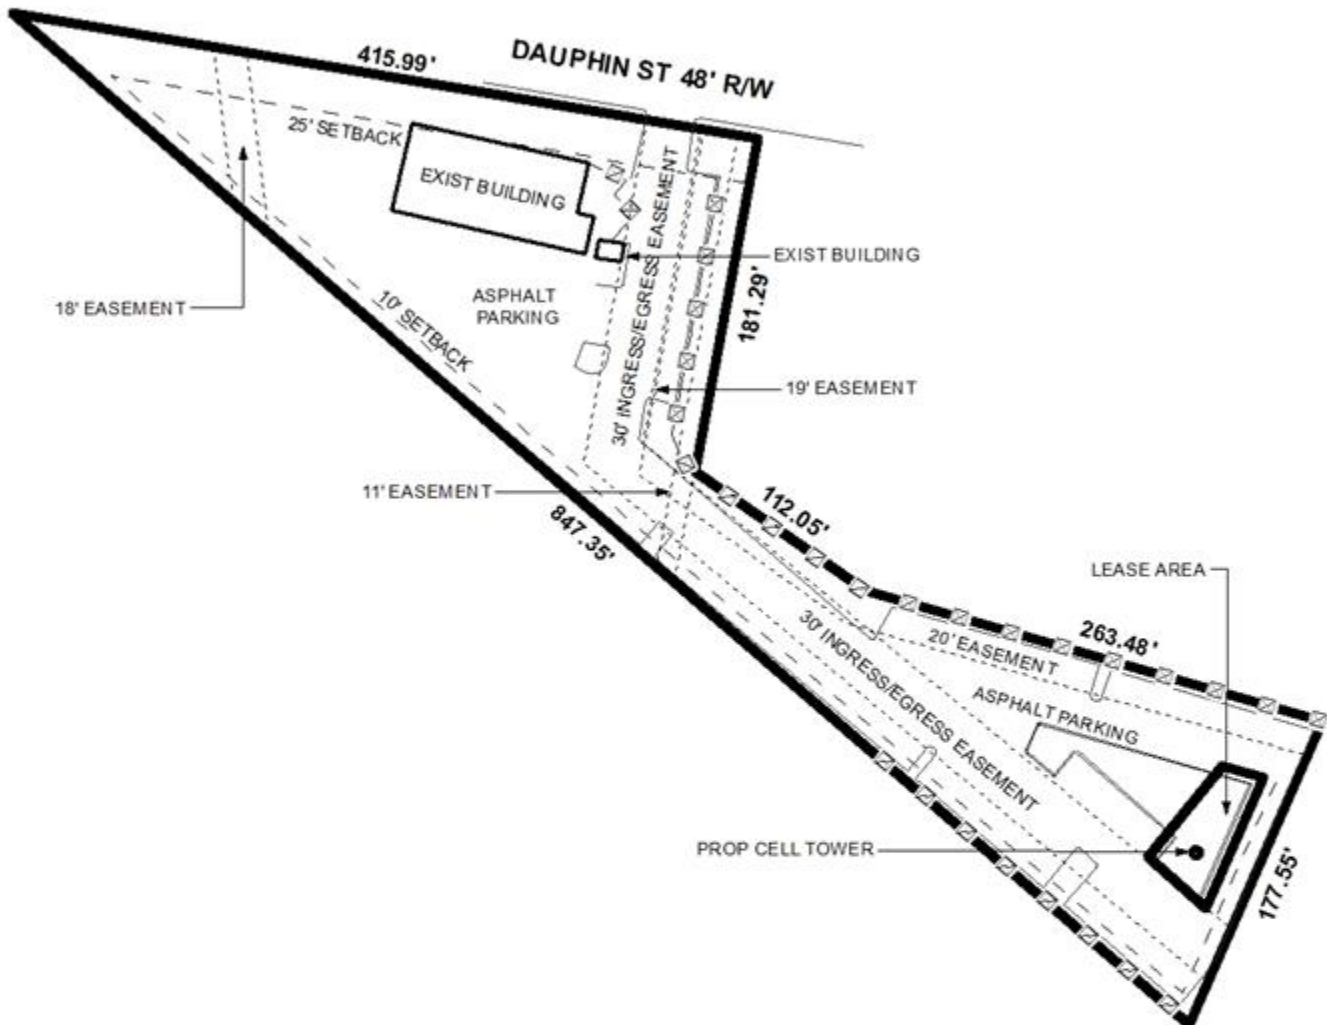 415.99'
DAUPHIN ST 48' R/W
25' SETBACK
EXIST BUILDING
30' INGRESS/EGRESS EASEMENT
EXIST BUILDING
18' EASEMENT
ASPHALT
PARKING
10' SETBACK
181.29'
19' EASEMENT
11' EASEMENT
112.05'
847.35'
LEASE AREA
263.48'
20' EASEMENT
30' INGRESS/EGRESS EASEMENT
ASPHALT PARKING
PROP CELL TOWER
177.55'